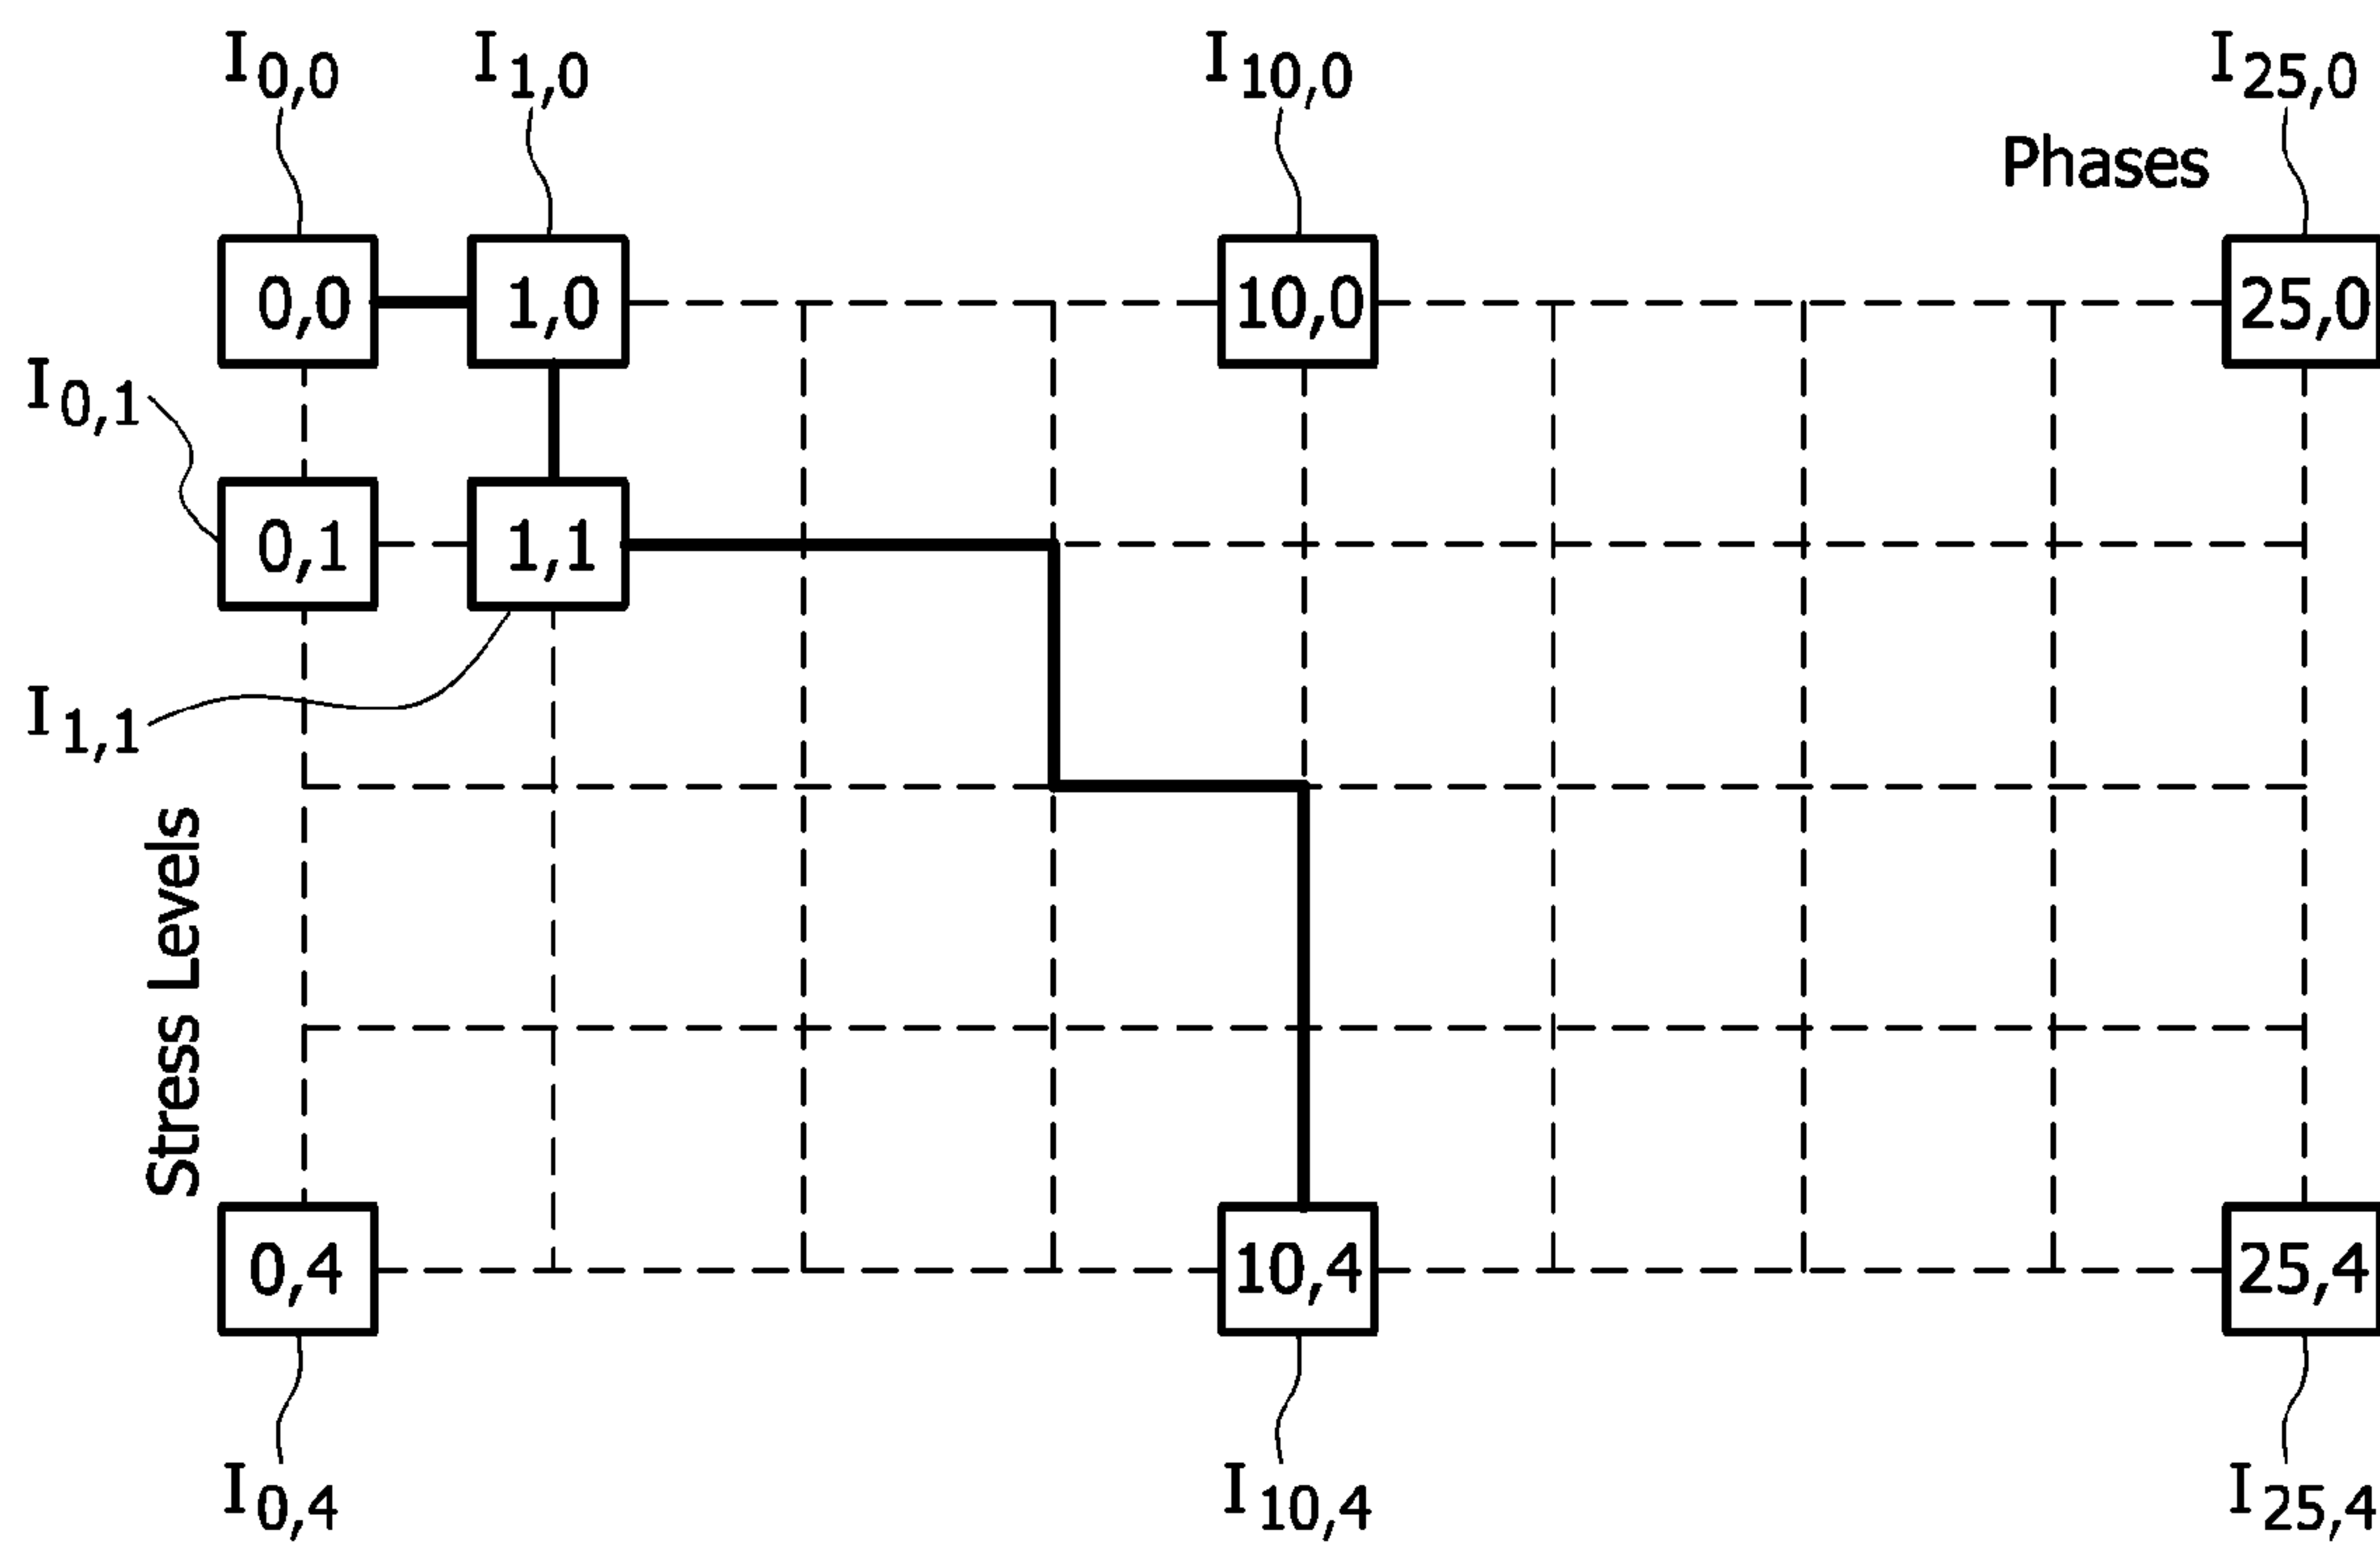 I0,0 I1,0 I10,0 I25,0
Phases
0,0 1,0 10,0 25,0
I0,1
0,1 1,1
I1,1
Stress Levels
0,4 10,4 25,4
I0,4 I10,4 I25,4